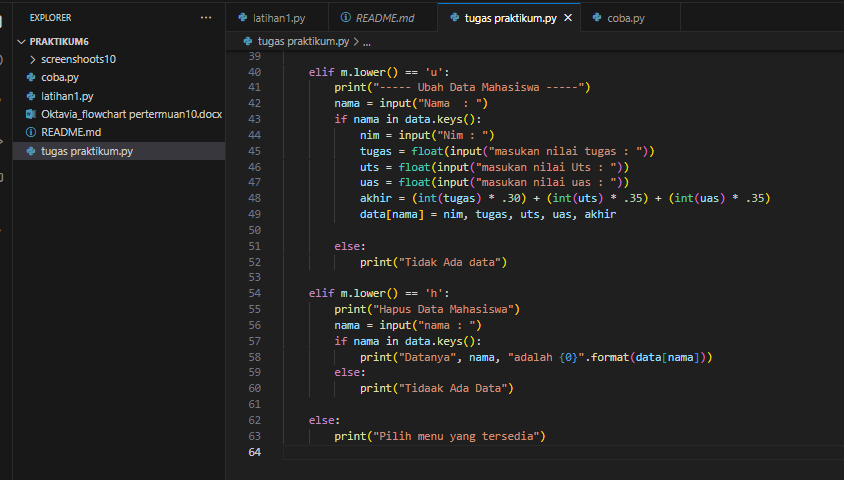 EXPLORER ...
PRAKTIKUM6
screenshoots10
coba.py
latihan1.py
Oktavia_flowchart pertermuan10.docx
README.md
tugas praktikum.py
latihan1.py README.md tugas praktikum.py × coba.py
tugas praktikum.py > ...
39
40 elif m.lower() == 'u':
41 print("----- Ubah Data Mahasiswa -----")
42 nama = input("Nama  : ")
43 if nama in data.keys():
44 nim = input("Nim : ")
45 tugas = float(input("masukan nilai tugas : "))
46 uts = float(input("masukan nilai Uts : "))
47 uas = float(input("masukan nilai uas : "))
48 akhir = (int(tugas) * .30) + (int(uts) * .35) + (int(uas) * .35)
49 data[nama] = nim, tugas, uts, uas, akhir
50
51 else:
52 print("Tidak Ada data")
53
54 elif m.lower() == 'h':
55 print("Hapus Data Mahasiswa")
56 nama = input("nama : ")
57 if nama in data.keys():
58 print("Datanya", nama, "adalah {0}".format(data[nama]))
59 else:
60 print("Tidaak Ada Data")
61
62 else:
63 print("Pilih menu yang tersedia")
64